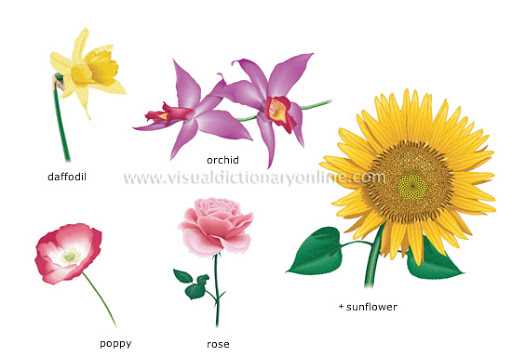 orchid
daffodil
www.visualdictionaryonline.com
+ sunflower
poppy
rose